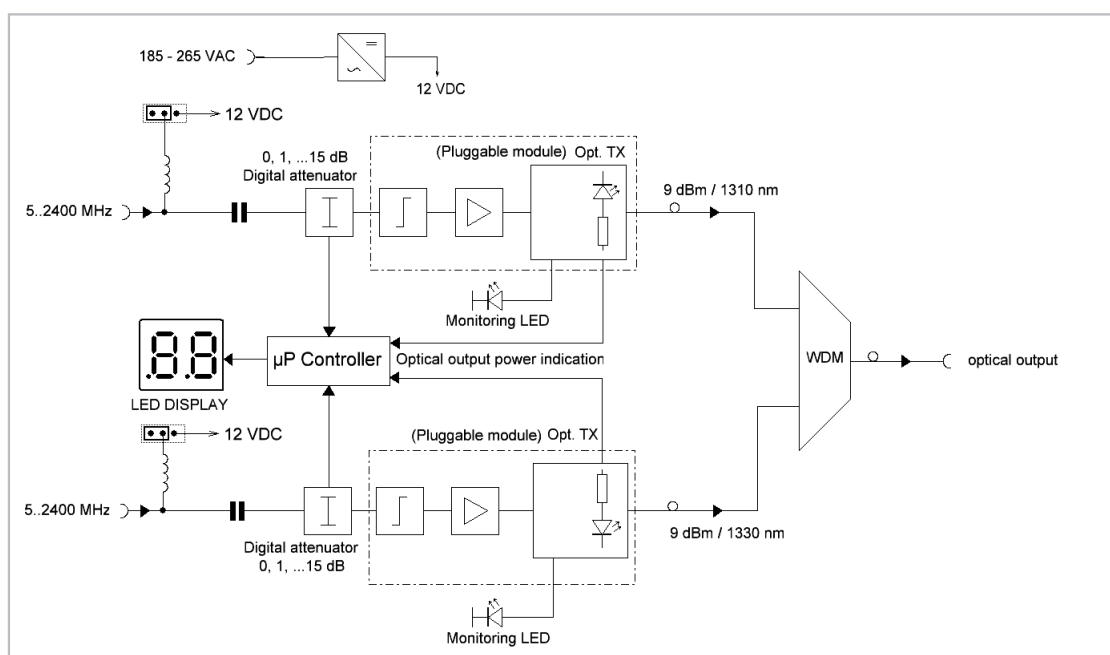 185 - 265 VAC
12 VDC
12 VDC
0, 1, ...15 dB
Digital attenuator
(Pluggable module) Opt. TX
5..2400 MHz
9 dBm / 1310 nm
Monitoring LED
.8.8
µP Controller
Optical output power indication
WDM
optical output
LED DISPLAY
12 VDC
(Pluggable module) Opt. TX
5..2400 MHz
9 dBm / 1330 nm
Digital attenuator
0, 1, ...15 dB
Monitoring LED